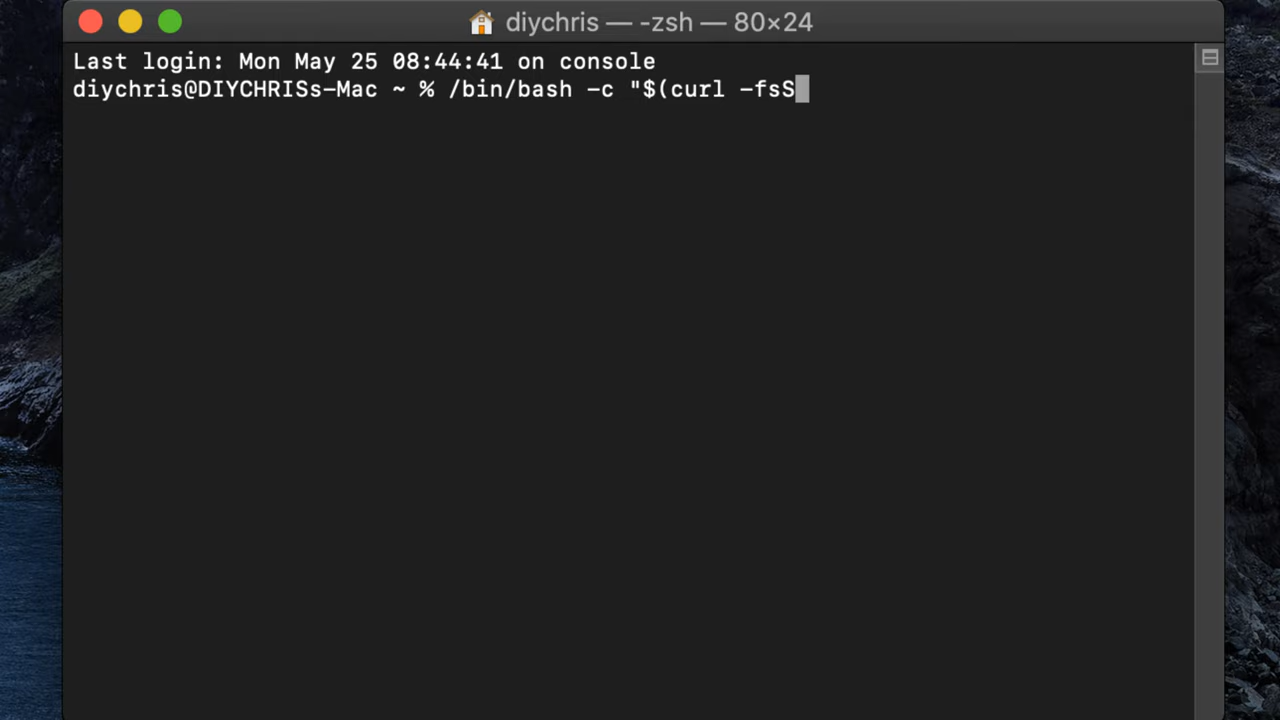 diychris — -zsh — 80×24
Last login: Mon May 25 08:44:41 on console
diychris@DIYCHRISs-Mac ~ % /bin/bash -c "$(curl -fsS